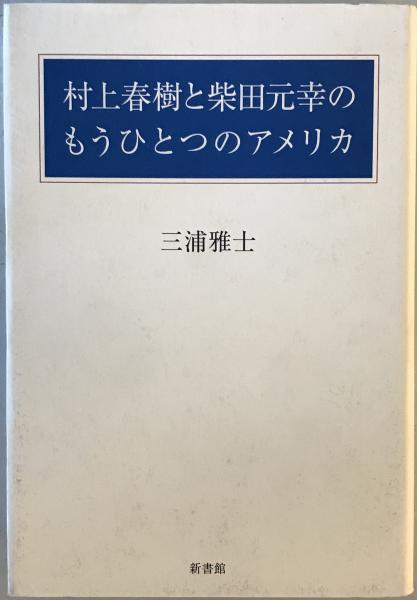 村上春樹と柴田元幸の
もうひとつのアメリカ
三浦雅士
新書館